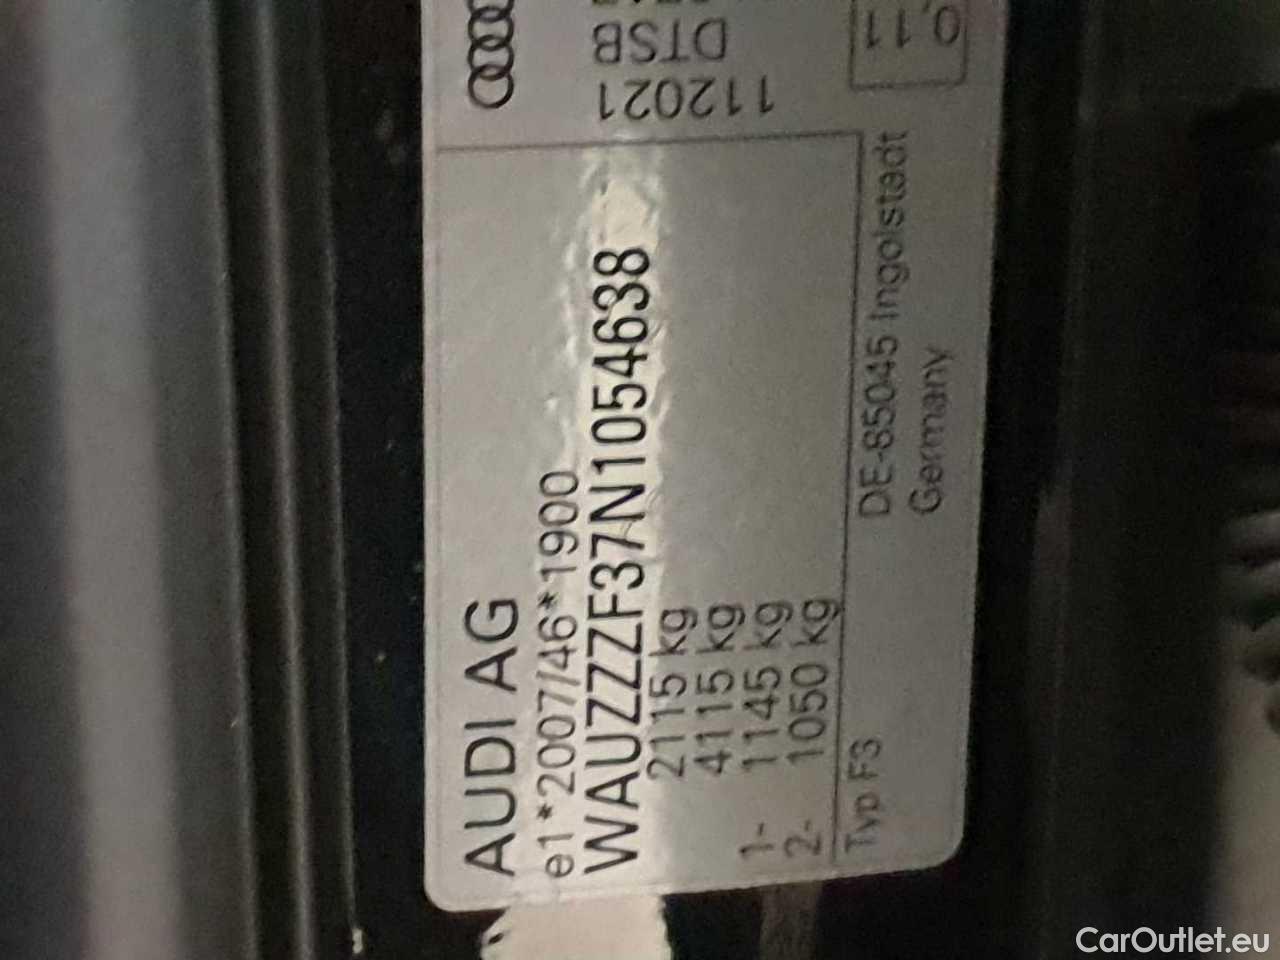 AUDI AG
e1*2007/46*1900
WAUZZZF37N1054638
2115 kg
4115 kg
1- 1145 kg
2- 1050 kg
Typ F3
DE-85045 Ingolstadt
Germany
112021
DTSB
0,11
CarOutlet.eu